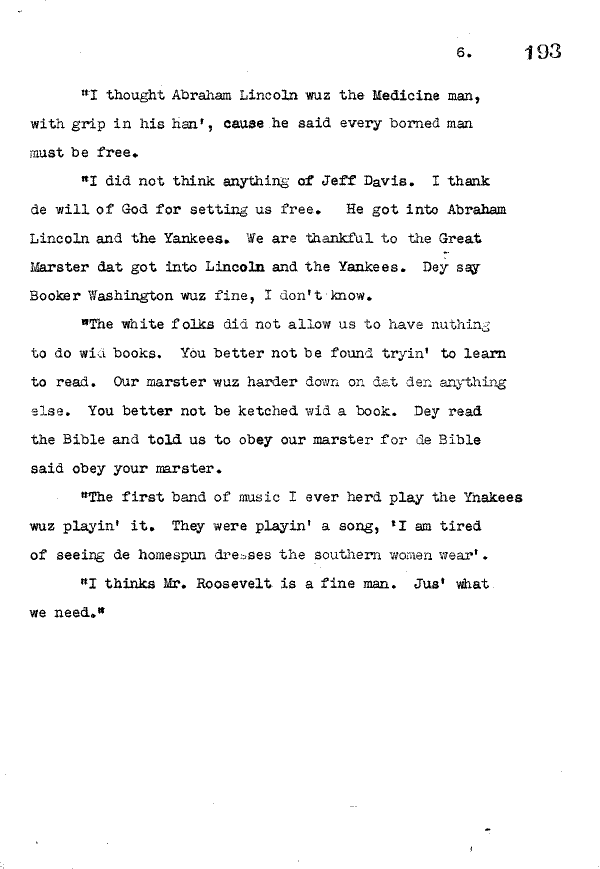 6. 193
"I thought Abraham Lincoln wuz the Medicine man,
with grip in his han', cause he said every borned man
must be free.
"I did not think anything of Jeff Davis. I thank
de will of God for setting us free. He got into Abraham
Lincoln and the Yankees. We are thankful to the Great
Marster dat got into Lincoln and the Yankees. Dey say
Booker Washington wuz fine, I don't know.
"The white folks did not allow us to have nuthing
to do wid books. You better not be found tryin' to learn
to read. Our marster wuz harder down on dat den anything
else. You better not be ketched wid a book. Dey read
the Bible and told us to obey our marster for de Bible
said obey your marster.
"The first band of music I ever herd play the Ynakees
wuz playin' it. They were playin' a song, 'I am tired
of seeing de homespun dresses the southern women wear'.
"I thinks Mr. Roosevelt is a fine man. Jus' what
we need."